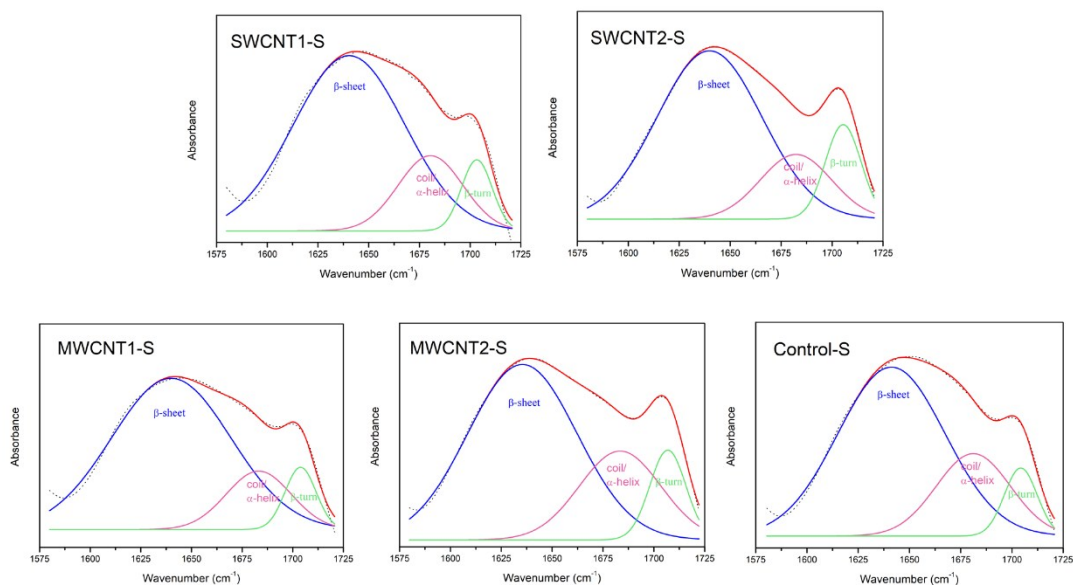 SWCNT1-S
β-sheet
coil/
α-helix
β-turn
Absorbance
1575 1600 1625 1650 1675 1700 1725
Wavenumber (cm⁻¹)
SWCNT2-S
β-sheet
coil/
α-helix
β-turn
Absorbance
1575 1600 1625 1650 1675 1700 1725
Wavenumber (cm⁻¹)
MWCNT1-S
β-sheet
coil/
α-helix
β-turn
Absorbance
1575 1600 1625 1650 1675 1700 1725
Wavenumber (cm⁻¹)
MWCNT2-S
β-sheet
coil/
α-helix
β-turn
Absorbance
1575 1600 1625 1650 1675 1700 1725
Wavenumber (cm⁻¹)
Control-S
β-sheet
coil/
α-helix
β-turn
Absorbance
1575 1600 1625 1650 1675 1700 1725
Wavenumber (cm⁻¹)